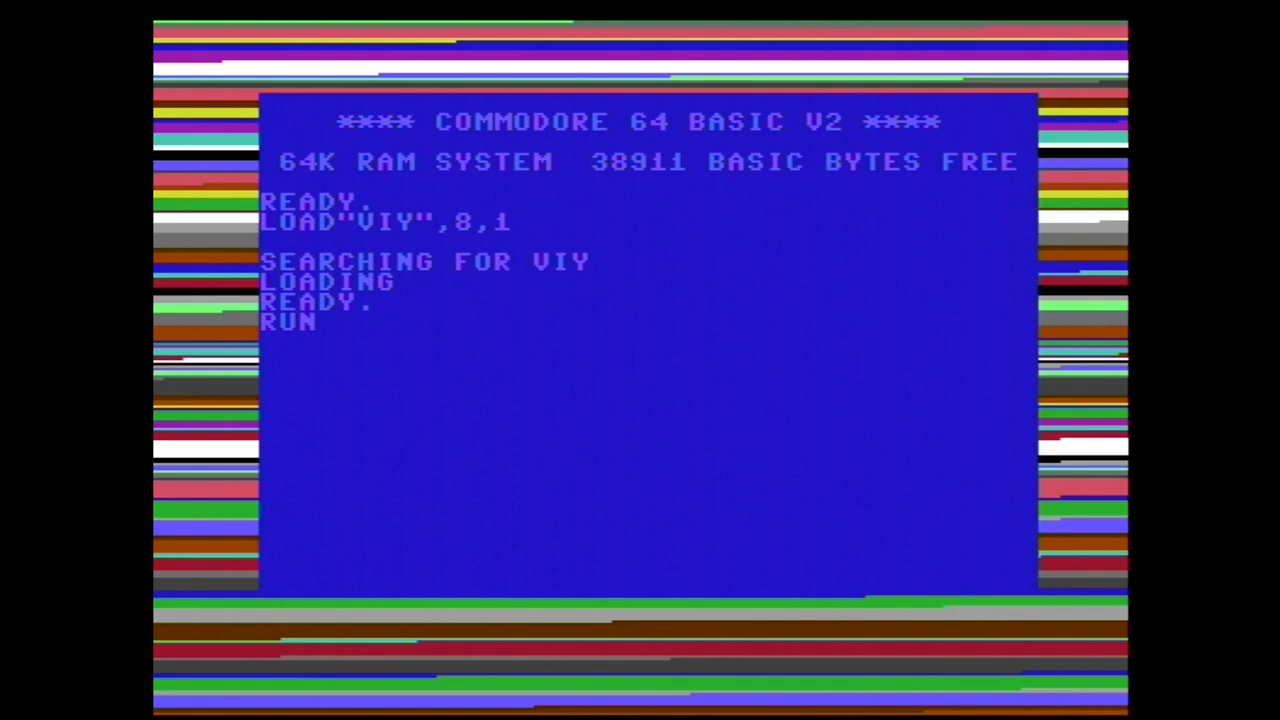 **** COMMODORE 64 BASIC V2 ****
64K RAM SYSTEM  38911 BASIC BYTES FREE
READY.
LOAD"VIY",8,1
SEARCHING FOR VIY
LOADING
READY.
RUN